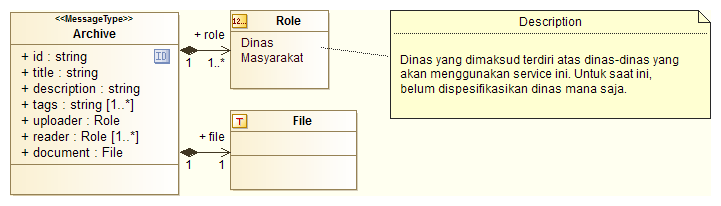 <<MessageType>>
Archive
+ id : string
ID
+ title : string
+ description : string
+ tags : string [1..*]
+ uploader : Role
+ reader : Role [1..*]
+ document : File
+ role
1
1..*
12...
Role
Dinas
Masyarakat
+ file
1
1
T
File
Description
Dinas yang dimaksud terdiri atas dinas-dinas yang
akan menggunakan service ini. Untuk saat ini,
belum dispesifikasikan dinas mana saja.